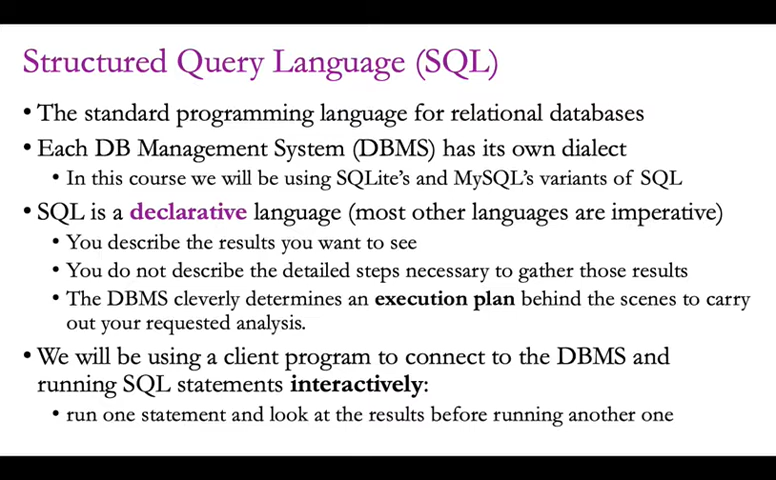 Structured Query Language (SQL)
• The standard programming language for relational databases
• Each DB Management System (DBMS) has its own dialect
• In this course we will be using SQLite's and MySQL's variants of SQL
• SQL is a declarative language (most other languages are imperative)
• You describe the results you want to see
• You do not describe the detailed steps necessary to gather those results
• The DBMS cleverly determines an execution plan behind the scenes to carry
out your requested analysis.
• We will be using a client program to connect to the DBMS and
running SQL statements interactively:
• run one statement and look at the results before running another one